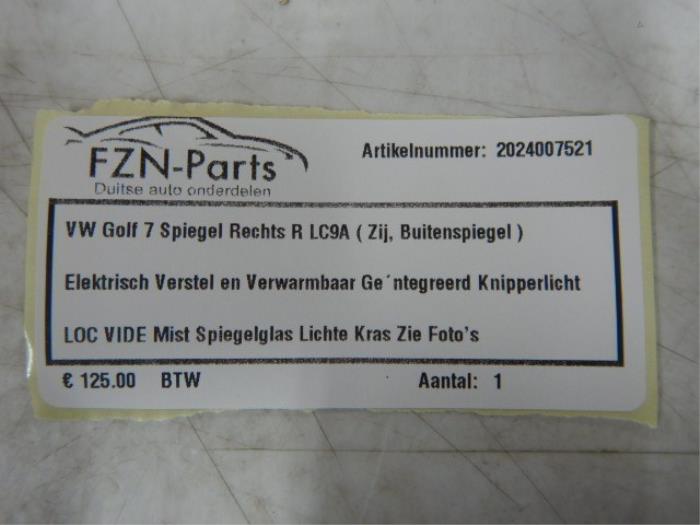 FZN-Parts
Duitse auto onderdelen
Artikelnummer: 2024007521
VW Golf 7 Spiegel Rechts R LC9A ( Zij, Buitenspiegel )
Elektrisch Verstel en Verwarmbaar Ge´ntegreerd Knipperlicht
LOC VIDE Mist Spiegelglas Lichte Kras Zie Foto's
€ 125.00 BTW
Aantal: 1